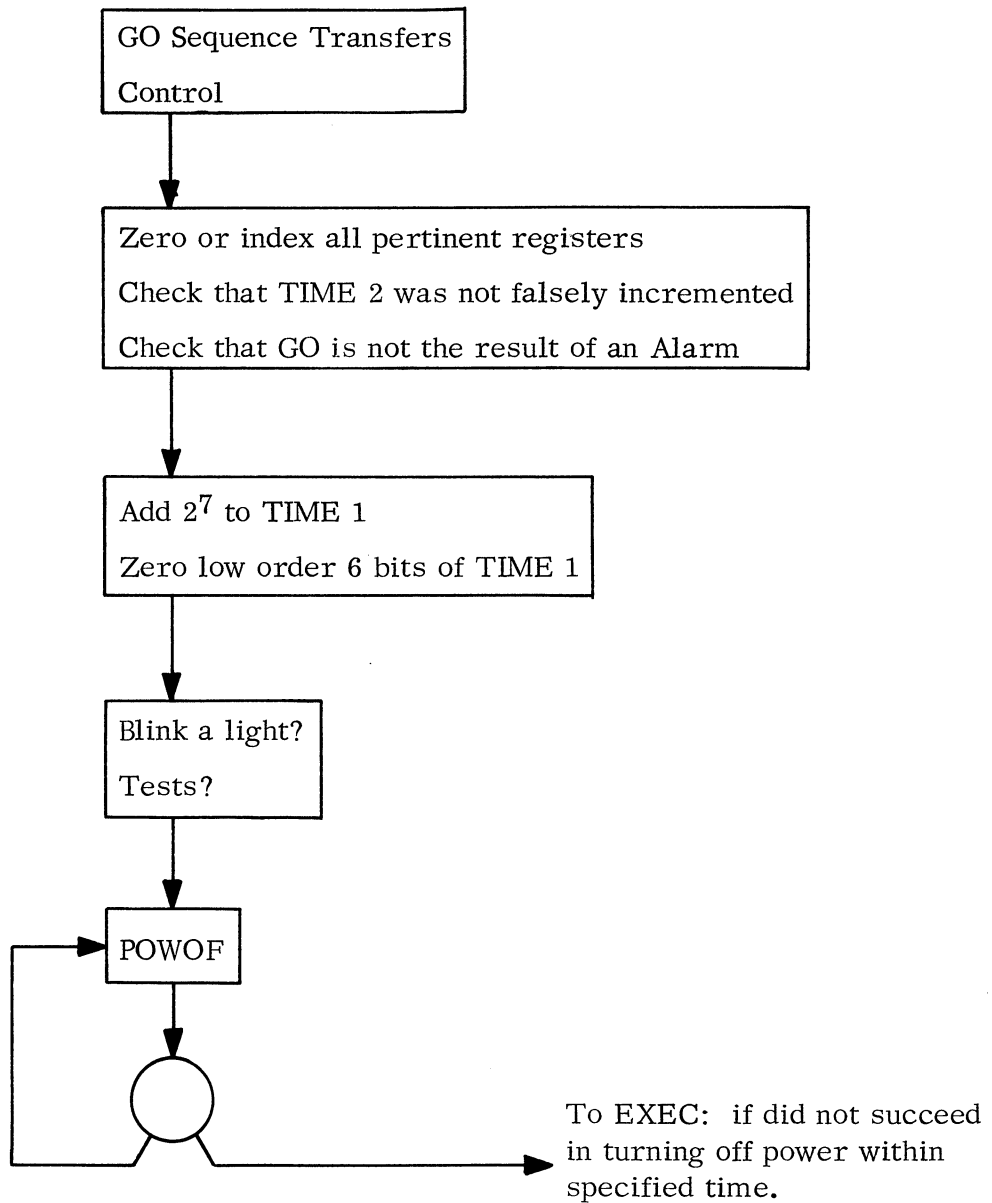 GO Sequence Transfers
Control
Zero or index all pertinent registers
Check that TIME 2 was not falsely incremented
Check that GO is not the result of an Alarm
Add 2⁷ to TIME 1
Zero low order 6 bits of TIME 1
Blink a light?
Tests?
POWOF
To EXEC: if did not succeed
in turning off power within
specified time.